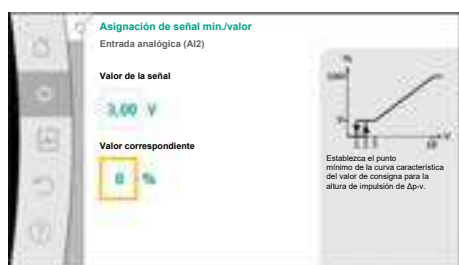 Asignación de señal mín./valor
Entrada analógica (AI2)
Valor de la señal
3,00 V
Valor correspondiente
0 %
%
100
V
10
Establezca el punto
mínimo de la curva característica
del valor de consigna para la
altura de impulsión de Δp-v.